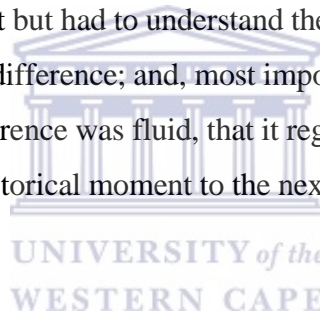 t but had to understand the
difference; and, most impo
rence was fluid, that it reg
torical moment to the next
UNIVERSITY of the
WESTERN CAPE